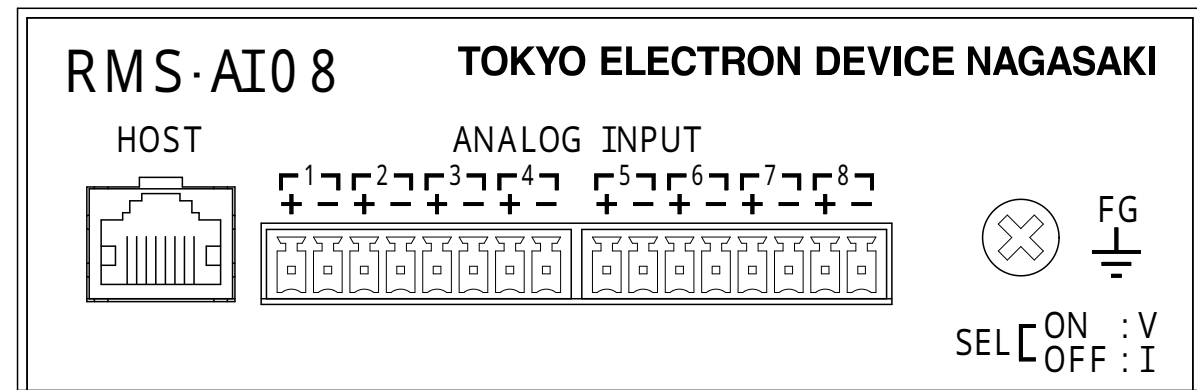 RMS·AI08
TOKYO ELECTRON DEVICE NAGASAKI
HOST
ANALOG INPUT
1 2 3 4 5 6 7 8
+ − + − + − + − + − + − + − + −
FG
SEL ON : V
OFF : I